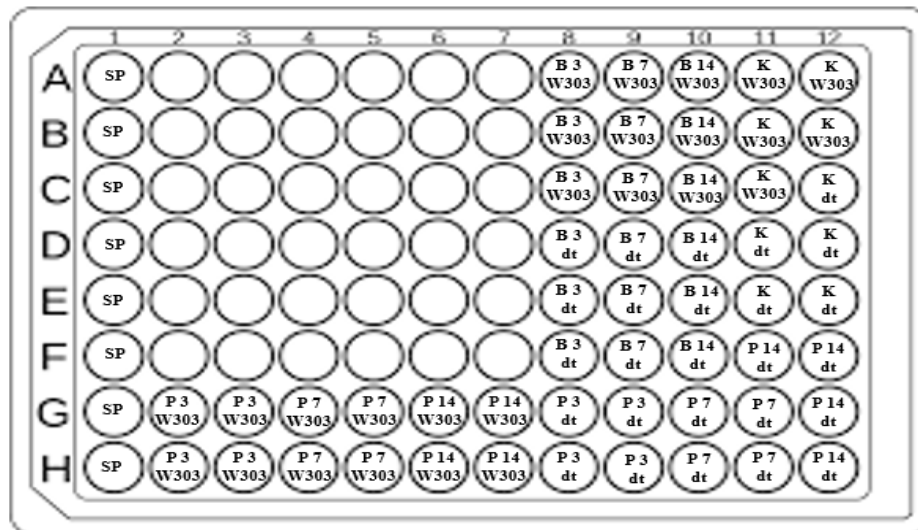 1 2 3 4 5 6 7 8 9 10 11 12
A SP B 3 W303 B 7 W303 B 14 W303 K W303 K W303
B SP B 3 W303 B 7 W303 B 14 W303 K W303 K W303
C SP B 3 W303 B 7 W303 B 14 W303 K W303 K dt
D SP B 3 dt B 7 dt B 14 dt K dt K dt
E SP B 3 dt B 7 dt B 14 dt K dt K dt
F SP B 3 dt B 7 dt B 14 dt P 14 dt P 14 dt
G SP P 3 W303 P 3 W303 P 7 W303 P 7 W303 P 14 W303 P 14 W303 P 3 dt P 3 dt P 7 dt P 7 dt P 14 dt
H SP P 3 W303 P 3 W303 P 7 W303 P 7 W303 P 14 W303 P 14 W303 P 3 dt P 3 dt P 7 dt P 7 dt P 14 dt